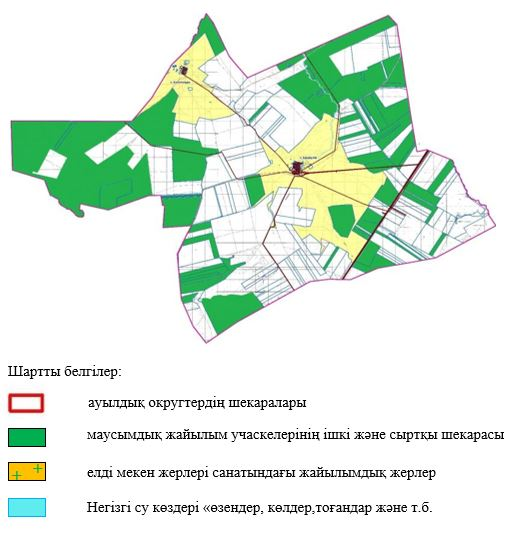 Шартты белгілер:
ауылдық округтердің шекаралары
маусымдық жайылым учаскелерінің ішкі және сыртқы шекарасы
елді мекен жерлері санатындағы жайылымдық жерлер
Негізгі су көздері «өзендер, көлдер,тоғандар және т.б.